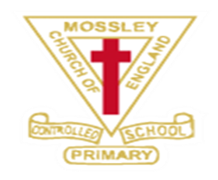 MOSSLEY
CHURCH OF
ENGLAND
CONTROLLED SCHOOL
PRIMARY